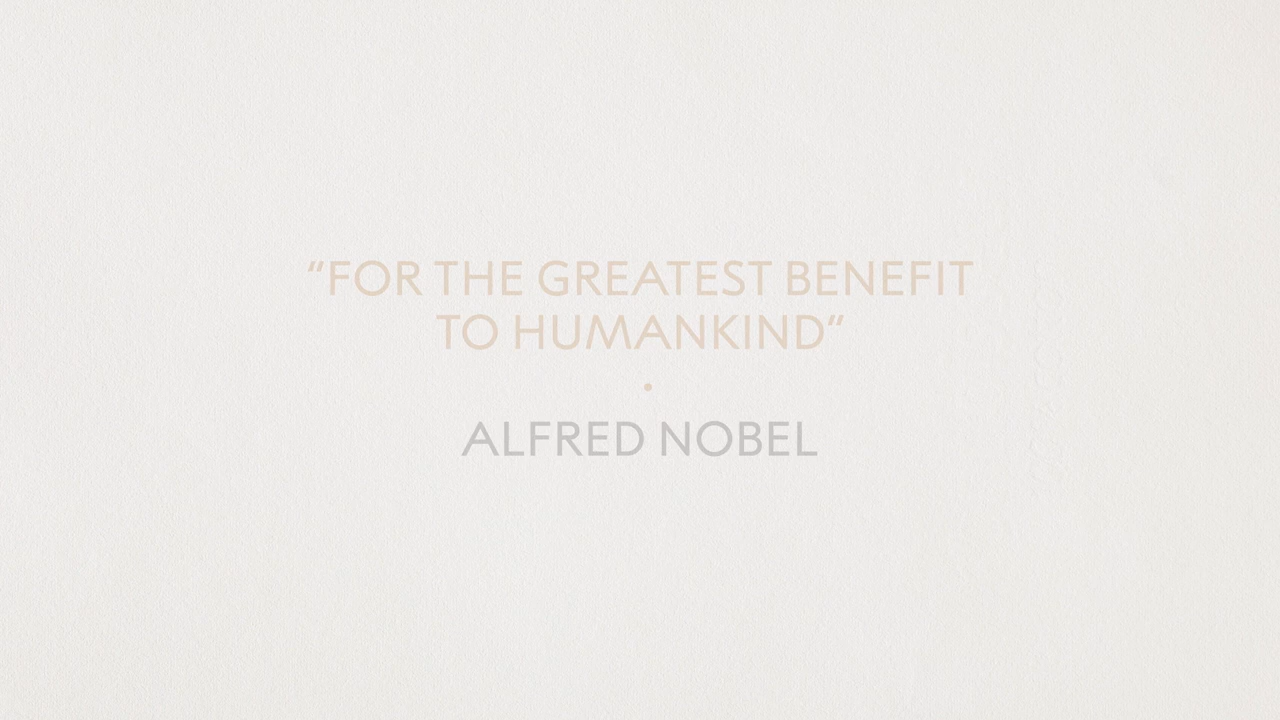 “FOR THE GREATEST BENEFIT
TO HUMANKIND“
•
ALFRED NOBEL